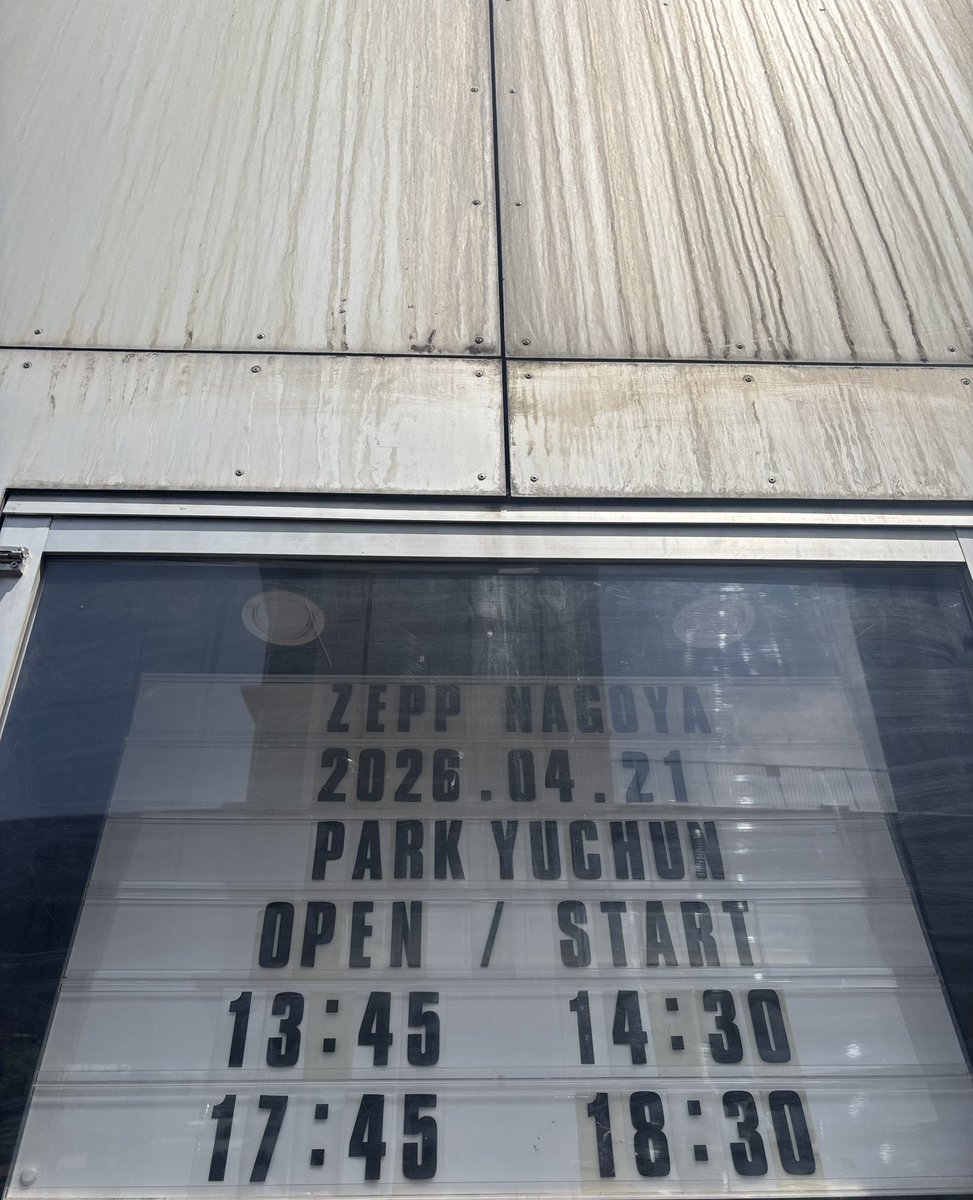 ZEPP NAGOYA
2026.04.21
PARK YUCHUN
OPEN / START
13:45 14:30
17:45 18:30